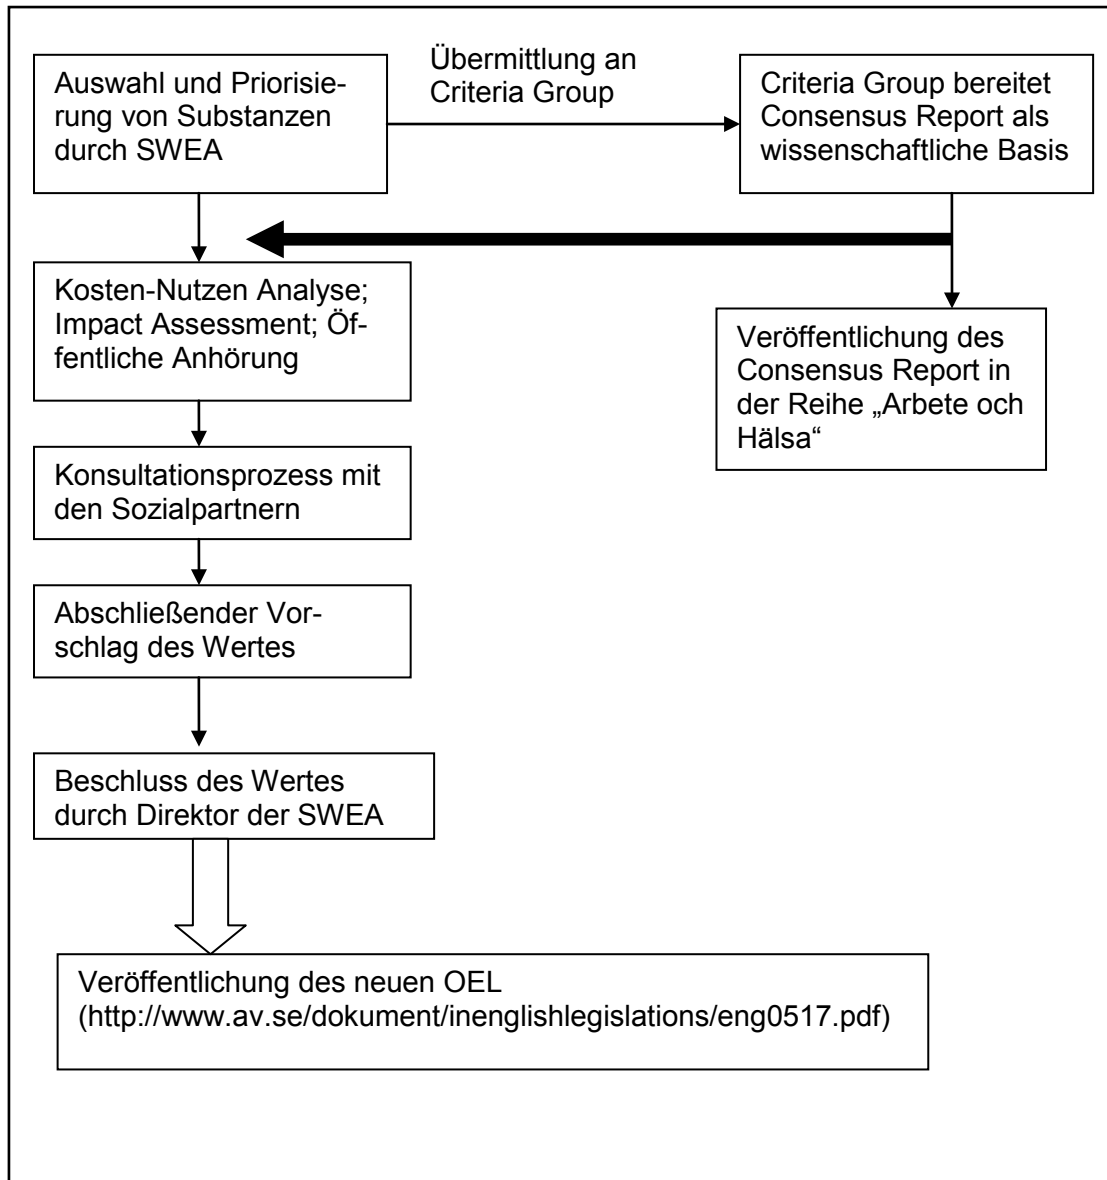 Auswahl und Priorisie-
rung von Substanzen
durch SWEA
Übermittlung an
Criteria Group
Criteria Group bereitet
Consensus Report als
wissenschaftliche Basis
Kosten-Nutzen Analyse;
Impact Assessment; Öf-
fentliche Anhörung
Veröffentlichung des
Consensus Report in
der Reihe „Arbete och
Hälsa“
Konsultationsprozess mit
den Sozialpartnern
Abschließender Vor-
schlag des Wertes
Beschluss des Wertes
durch Direktor der SWEA
Veröffentlichung des neuen OEL
(http://www.av.se/dokument/inenglishlegislations/eng0517.pdf)